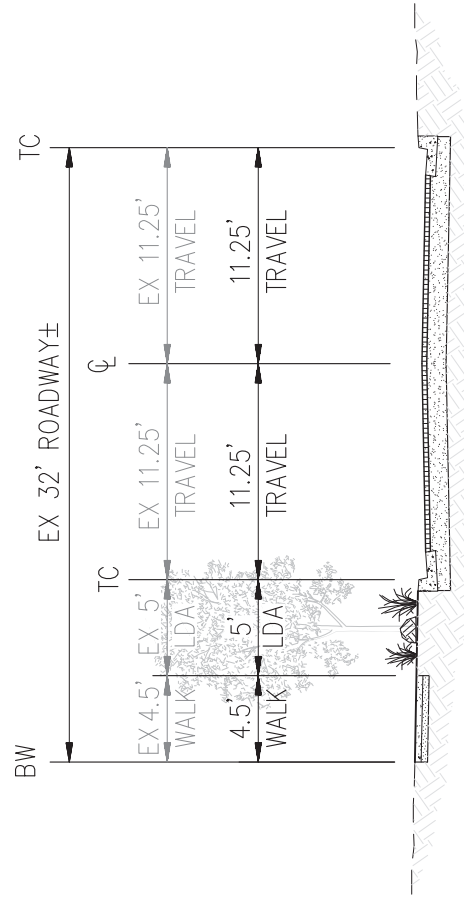 EX 32' ROADWAY±
BW
TC
℄
TC
EX 4.5'
WALK
EX 5'
LDA
EX 11.25'
TRAVEL
EX 11.25'
TRAVEL
4.5'
WALK
5'
LDA
11.25'
TRAVEL
11.25'
TRAVEL